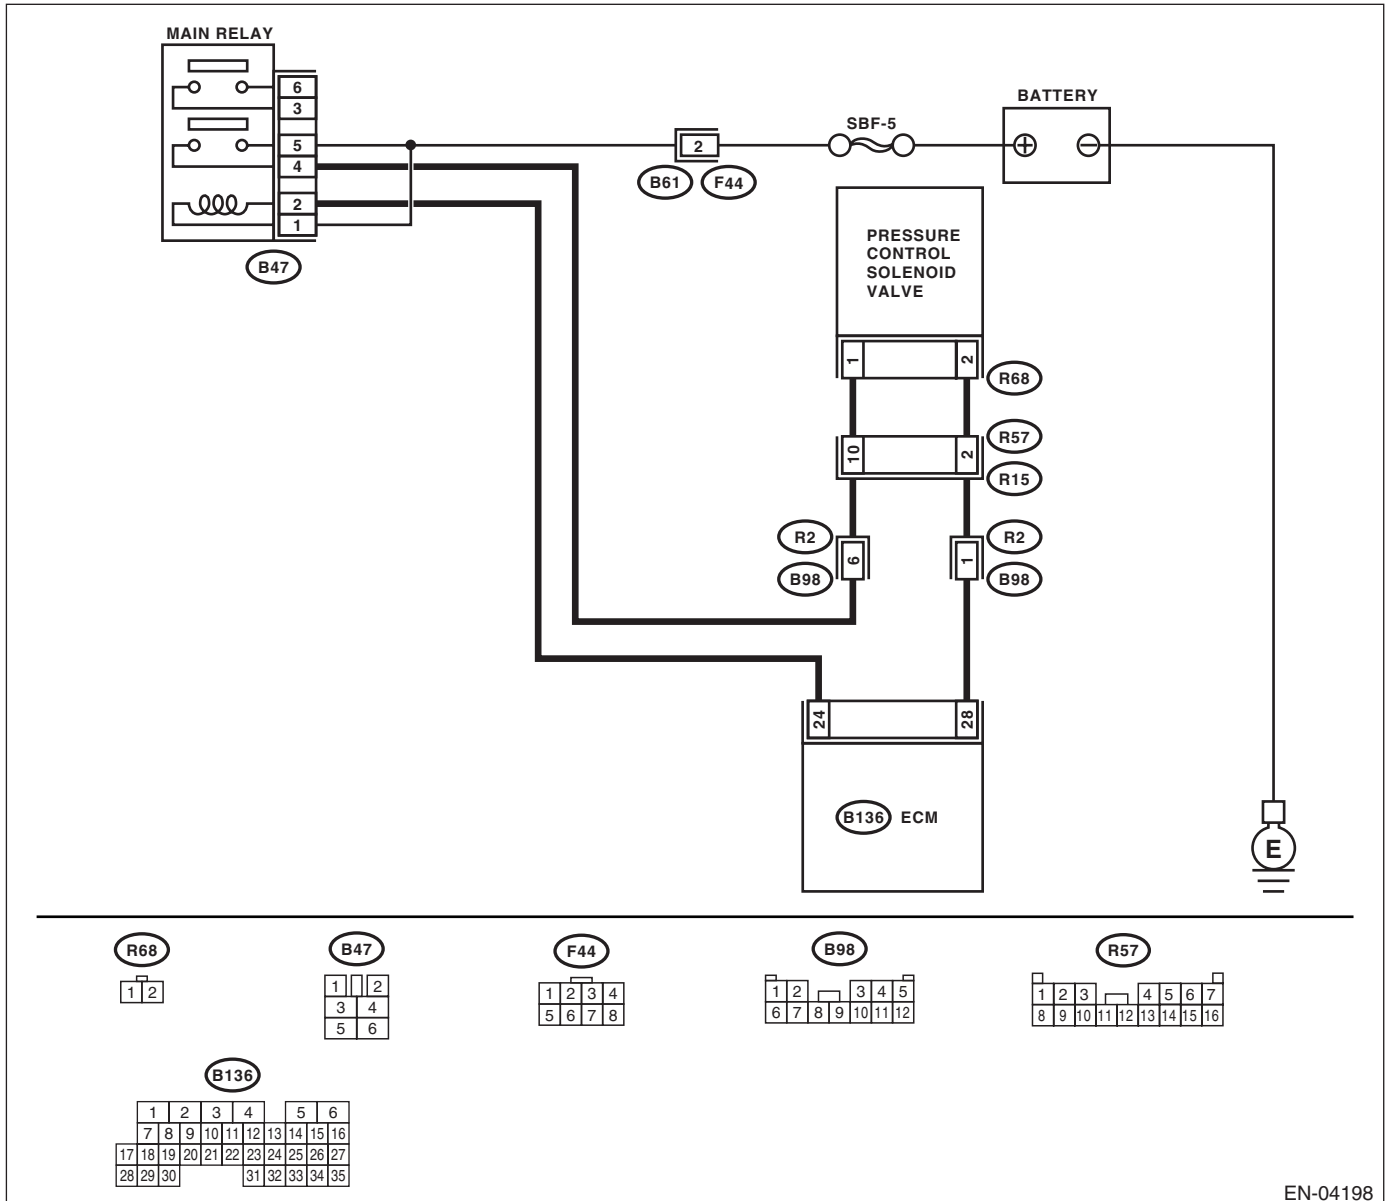 MAIN RELAY
6
3
5
4
2
1
B47
2
B61 F44
SBF-5
BATTERY
+ −
PRESSURE
CONTROL
SOLENOID
VALVE
1 2
R68
10 2
R57
R15
R2 6 B98
R2 1 B98
24 28
B136 ECM
E
R68
1 2
B47
1 2
3 4
5 6
F44
1 2 3 4
5 6 7 8
B98
1 2 3 4 5
6 7 8 9 10 11 12
R57
1 2 3 4 5 6 7
8 9 10 11 12 13 14 15 16
B136
1 2 3 4 5 6
7 8 9 10 11 12 13 14 15 16
17 18 19 20 21 22 23 24 25 26 27
28 29 30 31 32 33 34 35
EN-04198